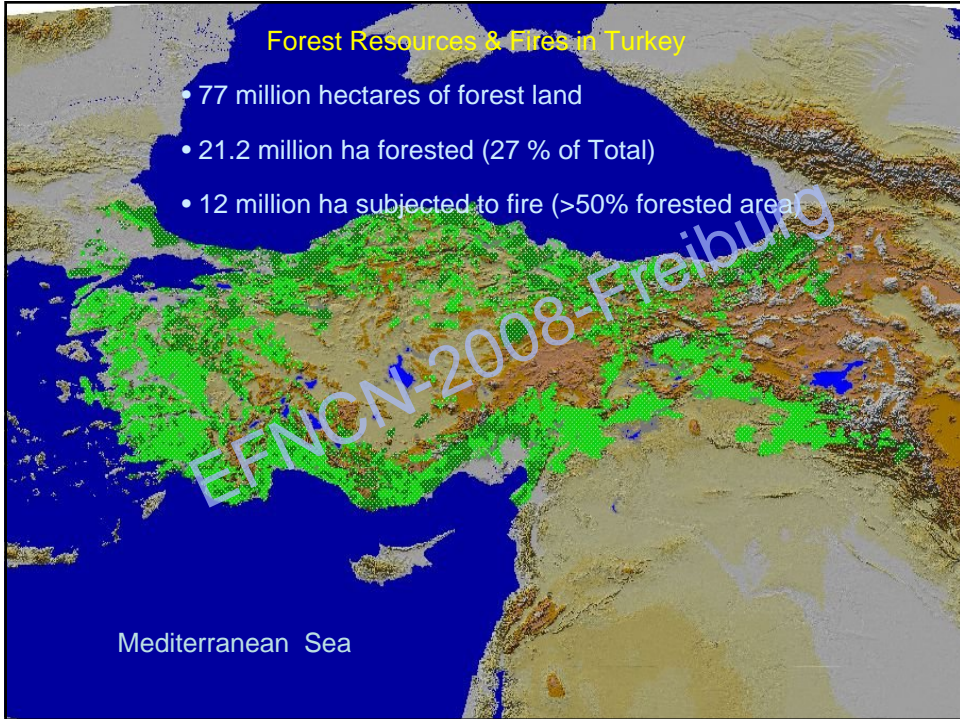 Forest Resources & Fires in Turkey
• 77 million hectares of forest land
• 21.2 million ha forested (27 % of Total)
• 12 million ha subjected to fire (>50% forested area)
EFNCN-2008-Freiburg
Mediterranean Sea